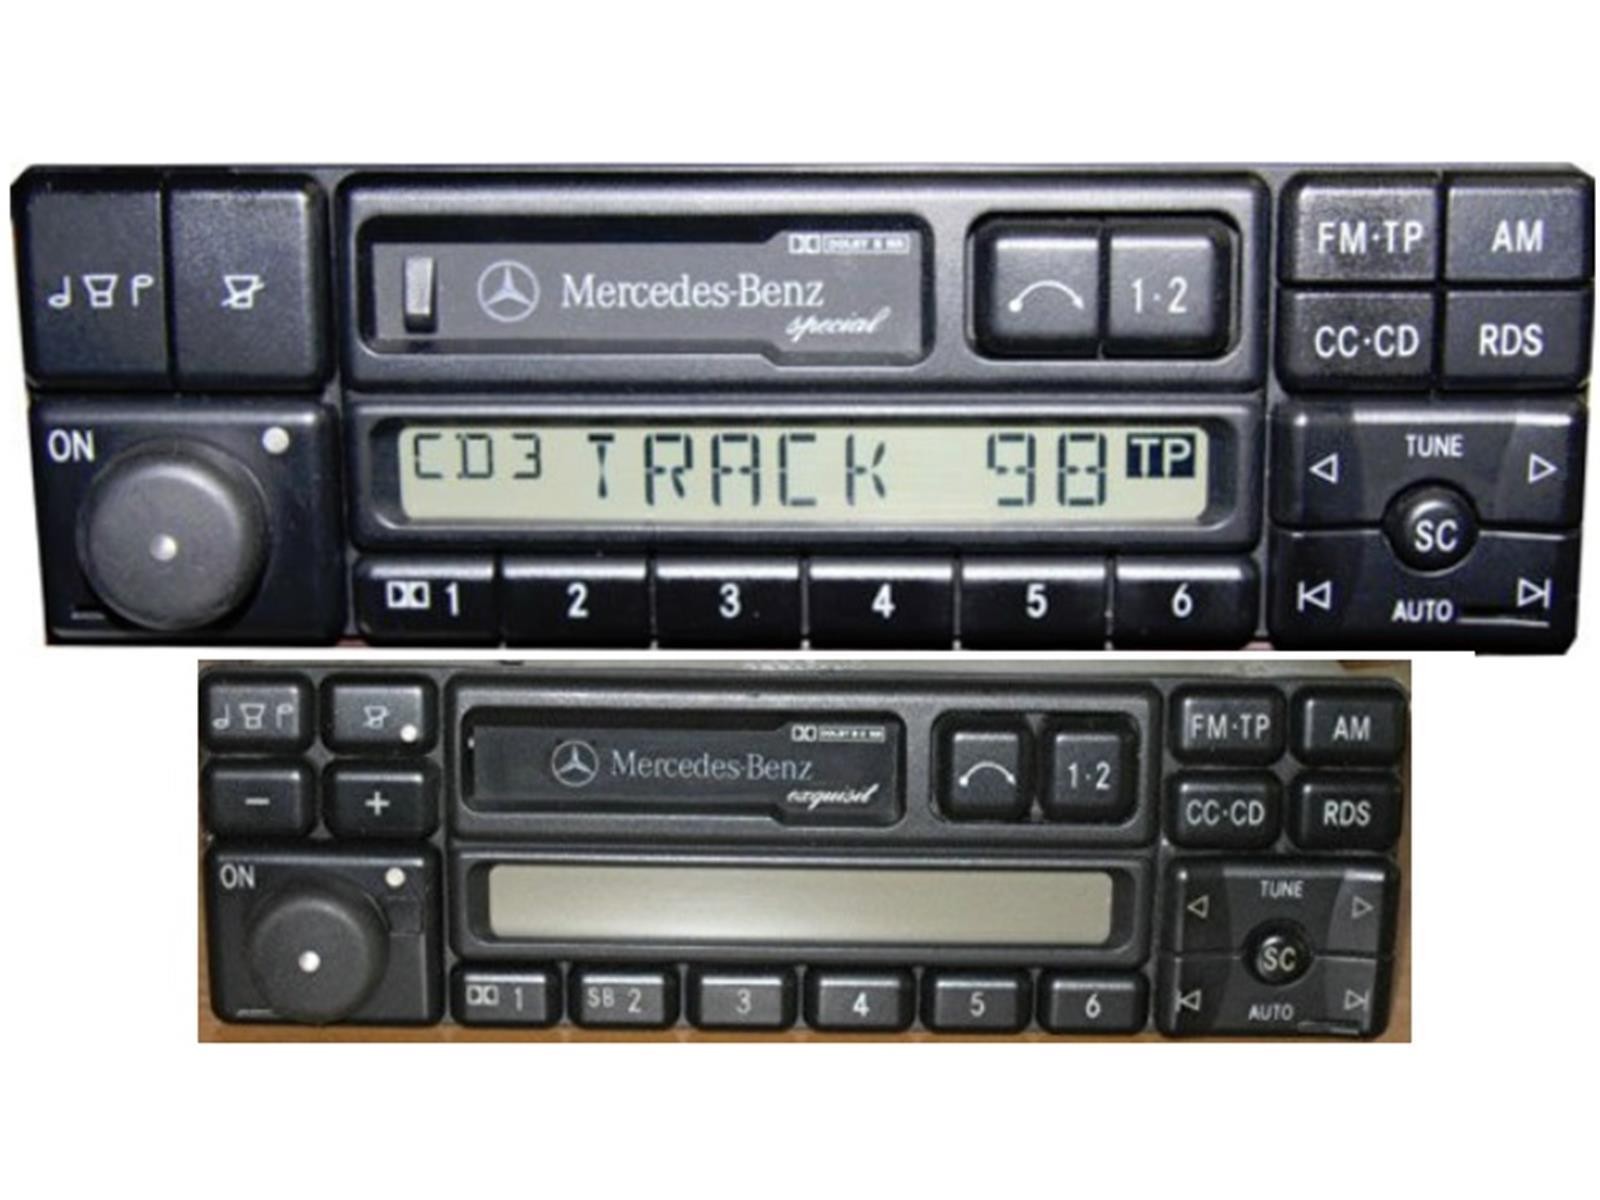 FM·TP AM
DOLBY B NR
Mercedes-Benz
special
1·2
CC·CD RDS
ON
CD3 TRACK 98 TP
TUNE
SC
1 2 3 4 5 6
AUTO
FM·TP AM
Mercedes-Benz
exquisit
1·2
- +
CC·CD RDS
ON
TUNE
SC
1 SB 2 3 4 5 6
AUTO